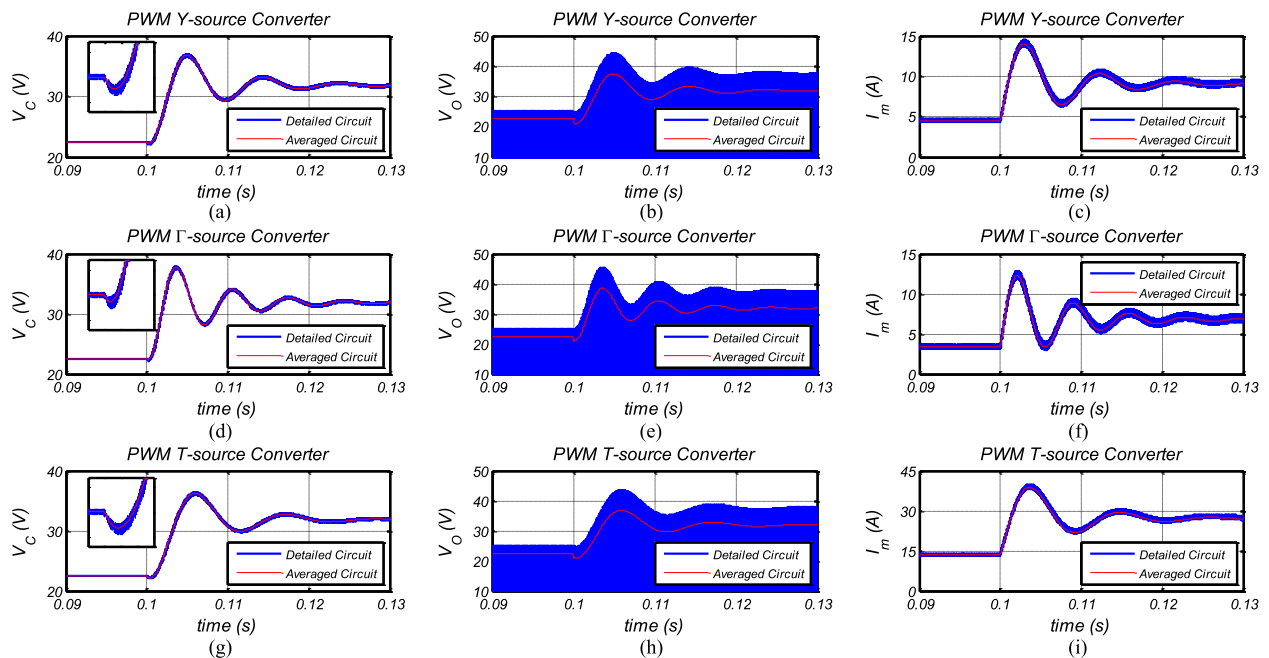 PWM Y-source Converter
40
30
20
V_C (V)
Detailed Circuit
Averaged Circuit
0.09 0.1 0.11 0.12 0.13
time (s)
(a)
PWM Y-source Converter
50
40
30
20
10
V_O (V)
Detailed Circuit
Averaged Circuit
0.09 0.1 0.11 0.12 0.13
time (s)
(b)
PWM Y-source Converter
15
10
5
0
I_m (A)
Detailed Circuit
Averaged Circuit
0.09 0.1 0.11 0.12 0.13
time (s)
(c)
PWM Γ-source Converter
40
30
20
V_C (V)
Detailed Circuit
Averaged Circuit
0.09 0.1 0.11 0.12 0.13
time (s)
(d)
PWM Γ-source Converter
50
40
30
20
10
V_O (V)
Detailed Circuit
Averaged Circuit
0.09 0.1 0.11 0.12 0.13
time (s)
(e)
PWM Γ-source Converter
15
10
5
0
I_m (A)
Detailed Circuit
Averaged Circuit
0.09 0.1 0.11 0.12 0.13
time (s)
(f)
PWM T-source Converter
40
30
20
V_C (V)
Detailed Circuit
Averaged Circuit
0.09 0.1 0.11 0.12 0.13
time (s)
(g)
PWM T-source Converter
50
40
30
20
10
V_O (V)
Detailed Circuit
Averaged Circuit
0.09 0.1 0.11 0.12 0.13
time (s)
(h)
PWM T-source Converter
45
30
15
0
I_m (A)
Detailed Circuit
Averaged Circuit
0.09 0.1 0.11 0.12 0.13
time (s)
(i)